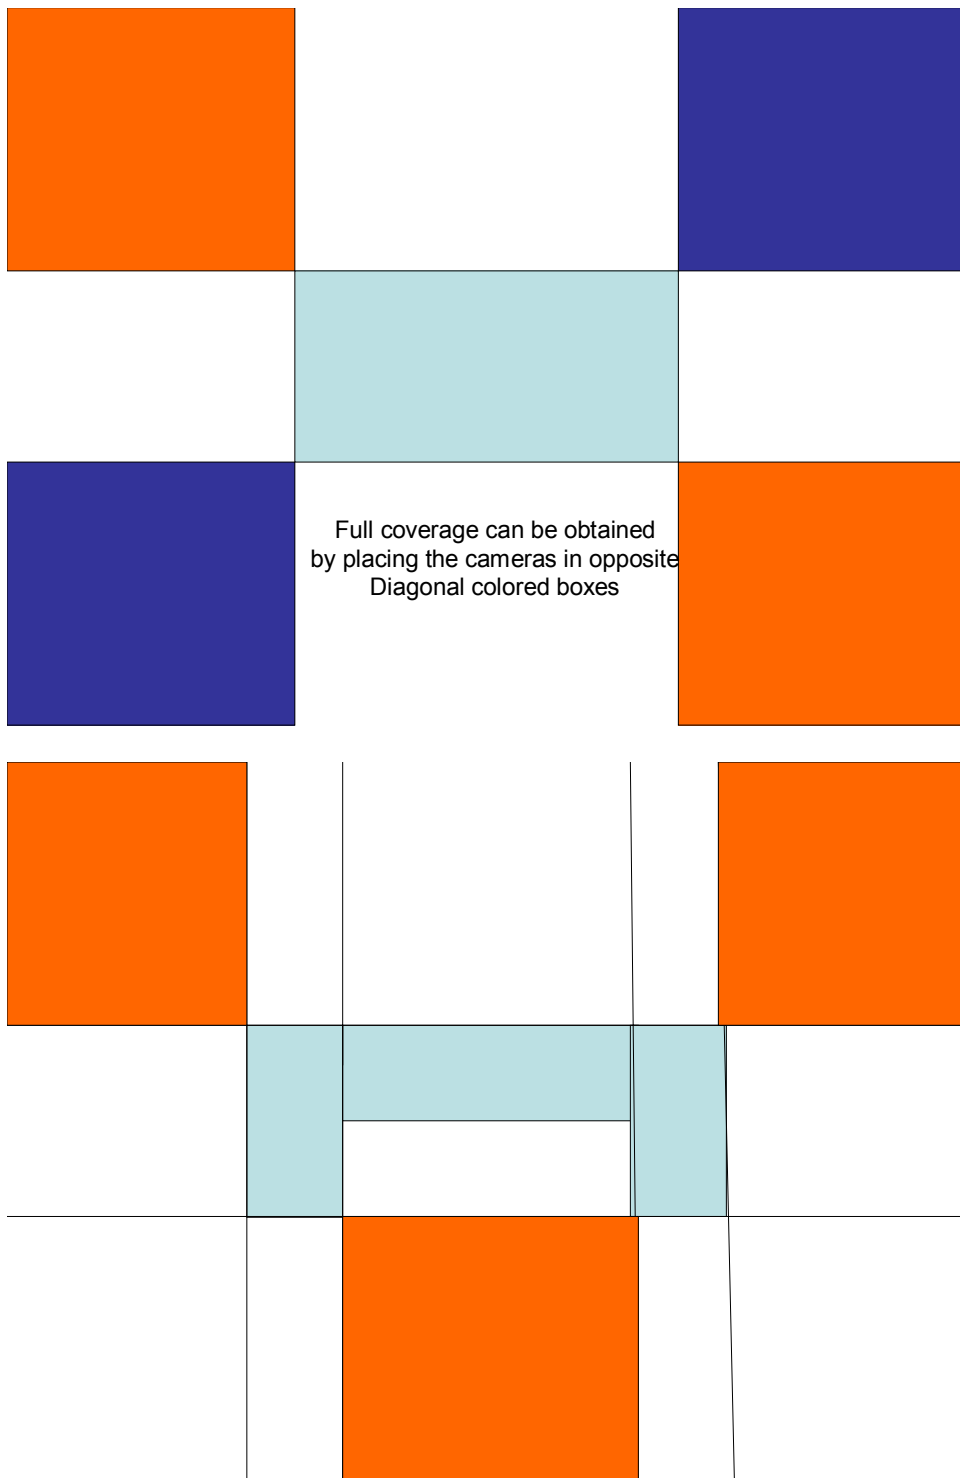 Full coverage can be obtained
by placing the cameras in opposite
Diagonal colored boxes